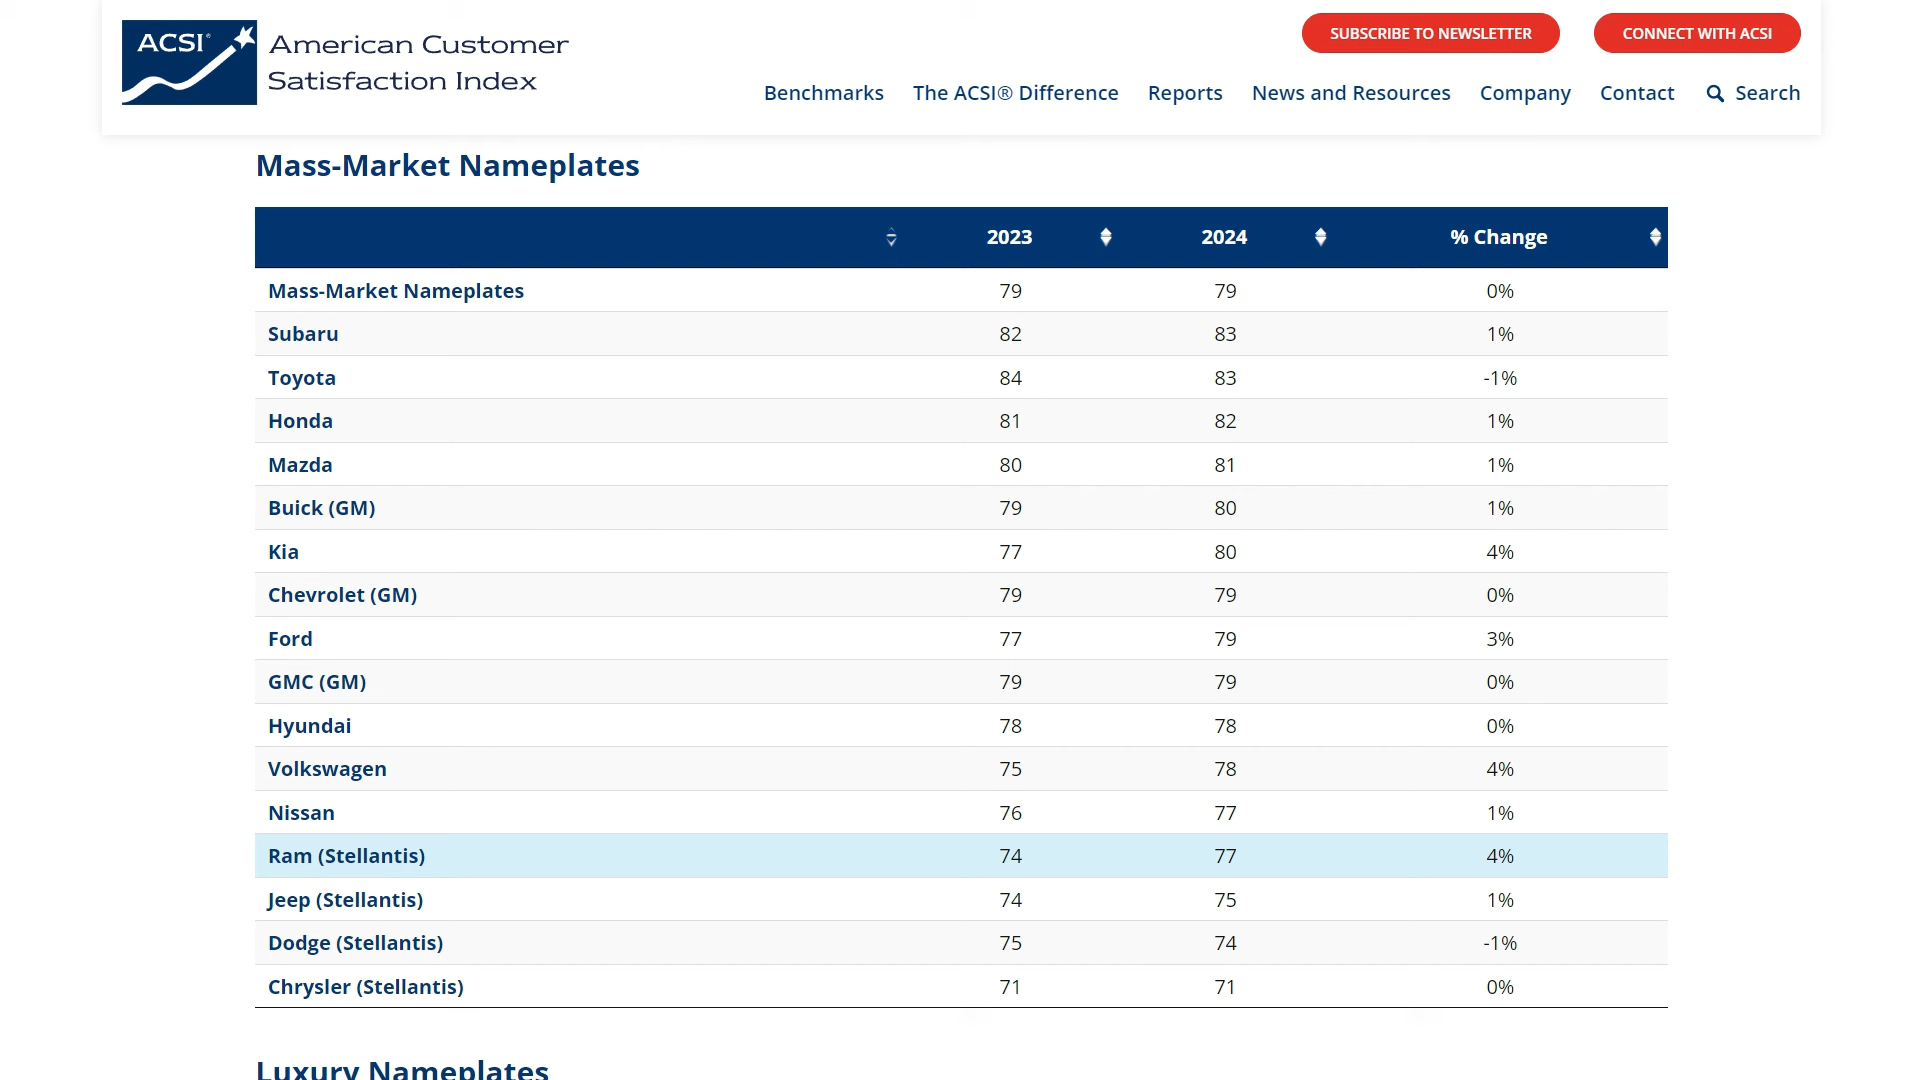 ACSI®
American Customer
Satisfaction Index
SUBSCRIBE TO NEWSLETTER
CONNECT WITH ACSI
Benchmarks The ACSI® Difference Reports News and Resources Company Contact Search
Mass-Market Nameplates
2023 2024 % Change
Mass-Market Nameplates 79 79 0%
Subaru 82 83 1%
Toyota 84 83 -1%
Honda 81 82 1%
Mazda 80 81 1%
Buick (GM) 79 80 1%
Kia 77 80 4%
Chevrolet (GM) 79 79 0%
Ford 77 79 3%
GMC (GM) 79 79 0%
Hyundai 78 78 0%
Volkswagen 75 78 4%
Nissan 76 77 1%
Ram (Stellantis) 74 77 4%
Jeep (Stellantis) 74 75 1%
Dodge (Stellantis) 75 74 -1%
Chrysler (Stellantis) 71 71 0%
Luxury Nameplates